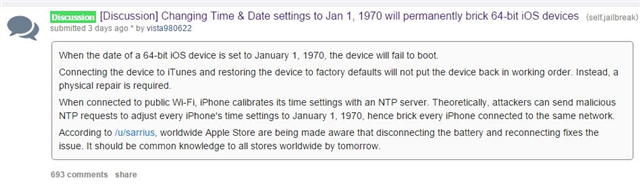 Discussion [Discussion] Changing Time & Date settings to Jan 1, 1970 will permanently brick 64-bit iOS devices (self.jailbreak)
submitted 3 days ago * by vista980622
When the date of a 64-bit iOS device is set to January 1, 1970, the device will fail to boot.
Connecting the device to iTunes and restoring the device to factory defaults will not put the device back in working order. Instead, a
physical repair is required.
When connected to public Wi-Fi, iPhone calibrates its time settings with an NTP server. Theoretically, attackers can send malicious
NTP requests to adjust every iPhone's time settings to January 1, 1970, hence brick every iPhone connected to the same network.
According to /u/sarrius, worldwide Apple Store are being made aware that disconnecting the battery and reconnecting fixes the
issue. It should be common knowledge to all stores worldwide by tomorrow.
693 comments share